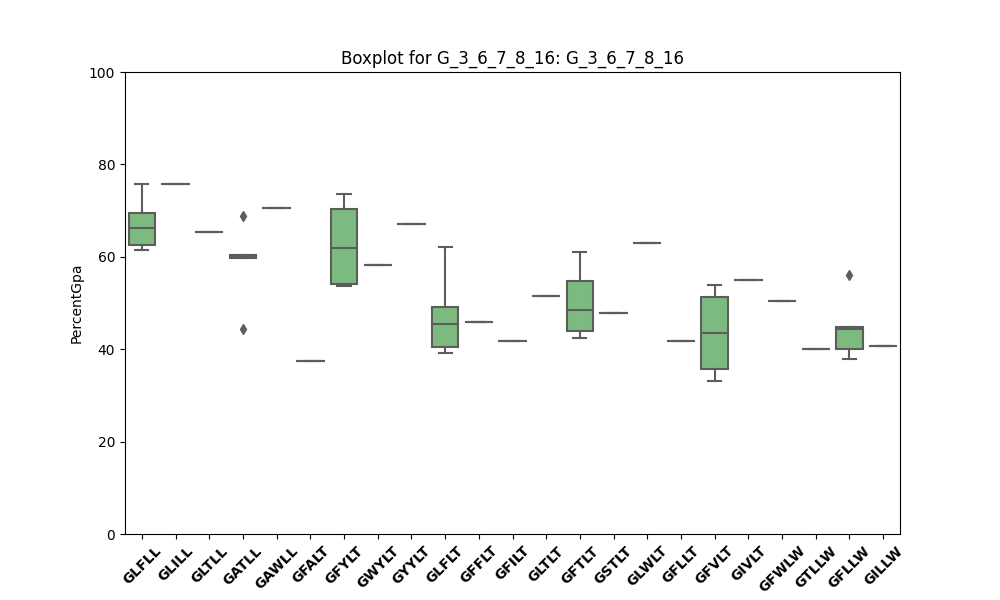 Boxplot for G_3_6_7_8_16: G_3_6_7_8_16
PercentGpa
100
80
60
40
20
0
GLFLL
GLILL
GLTLL
GATLL
GAWLL
GFALT
GFYLT
GWYLT
GYYLT
GLFLT
GFFLT
GFILT
GLTLT
GFTLT
GSTLT
GLWLT
GFLLT
GFVLT
GIVLT
GFWLW
GTLLW
GFLLW
GILLW